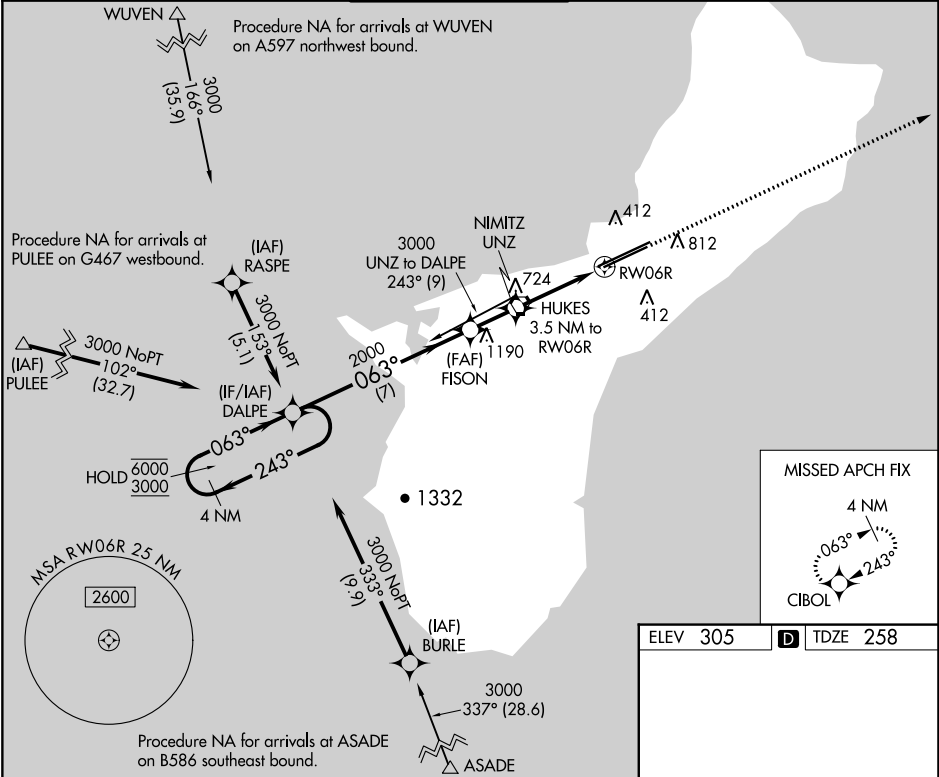 WUVEN
Procedure NA for arrivals at WUVEN
on A597 northwest bound.
3000
166°
(35.9)
Procedure NA for arrivals at
PULEE on G467 westbound.
(IAF)
RASPE
3000 NoPT
153°
(5.1)
3000
UNZ to DALPE
243° (9)
NIMITZ
UNZ
724
412
812
RW06R
412
HUKES
3.5 NM to
RW06R
1190
(FAF)
FISON
2000
063°
(7)
(IAF)
PULEE
3000 NoPT
102°
(32.7)
(IF/IAF)
DALPE
063°
243°
HOLD 6000
3000
4 NM
1332
MISSED APCH FIX
4 NM
063°
243°
CIBOL
MSA RW06R 25 NM
2600
3000 NoPT
333°
(9.9)
(IAF)
BURLE
3000
337° (28.6)
ASADE
Procedure NA for arrivals at ASADE
on B586 southeast bound.
ELEV 305 D TDZE 258